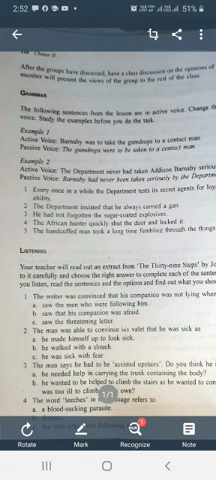 2:52
51%
After the groups have discussed, have a class discussion on the opinions of
member will present the views of the group to the rest of the class.
GRAMMAR
The following sentences from the lesson are in active voice. Change th
voice. Study the examples before you do the task.
Example 1
Active Voice: Barnaby was to take the gumdrops to a contact man.
Passive Voice: The gumdrops were to be taken to a contact man.
Example 2
Active Voice: The Department never had taken Addison Barnaby seriou
Passive Voice: Barnaby had never been taken seriously by the Departm
1 Every once in a while the Department tests its secret agents for loy
ability.
2 The Department insisted that he always carried a gun.
3 He had not forgotten the sugar-coated explosives.
4 The African hunter quickly shut the door and locked it.
5 The handcuffed man took a long time fumbling through the things
LISTENING
Your teacher will read out an extract from 'The Thirty-nine Steps' by Jo
to it carefully and choose the right answer to complete each of the sente
you listen, read the sentences and the options and find out what you shou
1 The writer was convinced that his companion was not lying when
a. saw the men who were following him.
b. saw that his companion was afraid.
c. saw the threatening latter.
2 The man was able to convince his valet that he was sick as
a. he made himself up to look sick.
b. he walked with a slouch.
c. he was sick with fear.
3 The man says he had to be 'assisted upstairs'. Do you think he
a. he needed help in carrying the trunk containing the body?
b. he wanted to be helped to climb the stairs as he wanted to con
was too ill to climb own?
1/1
4 The word 'leeches' in refers to
a. a blood-sucking parasite.
Rotate Mark Recognize Note